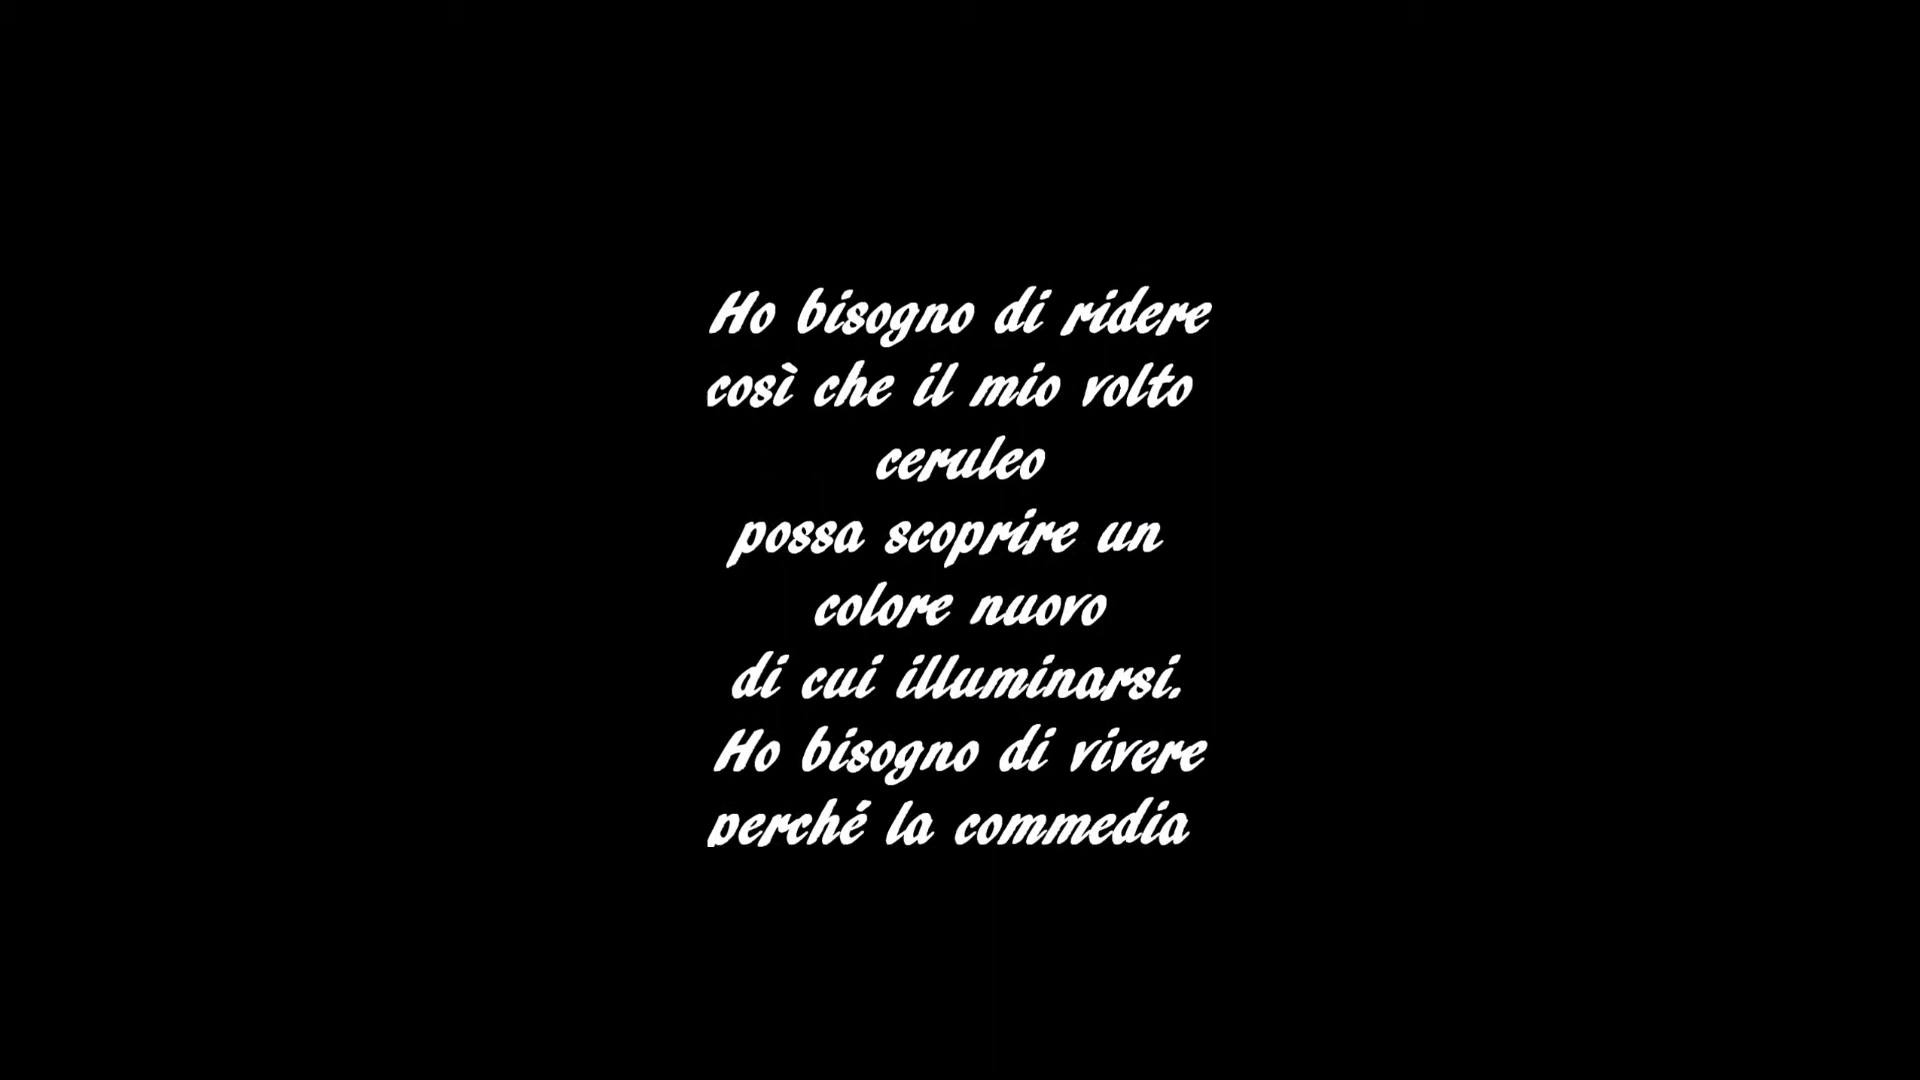 Ho bisogno di ridere
così che il mio volto
ceruleo
possa scoprire un
colore nuovo
di cui illuminarsi.
Ho bisogno di vivere
perché la commedia